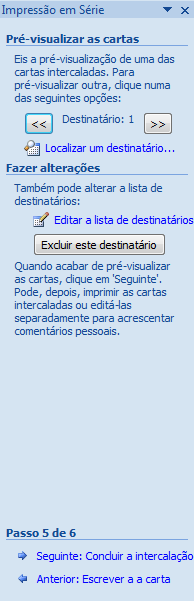 Impressão em Série
Pré-visualizar as cartas
Eis a pré-visualização de uma das
cartas intercaladas. Para
pré-visualizar outra, clique numa
das seguintes opções:
<< Destinatário: 1 >>
Localizar um destinatário...
Fazer alterações
Também pode alterar a lista de
destinatários:
Editar a lista de destinatários
Excluir este destinatário
Quando acabar de pré-visualizar
as cartas, clique em 'Seguinte'.
Pode, depois, imprimir as cartas
intercaladas ou editá-las
separadamente para acrescentar
comentários pessoais.
Passo 5 de 6
Seguinte: Concluir a intercalação
Anterior: Escrever a a carta